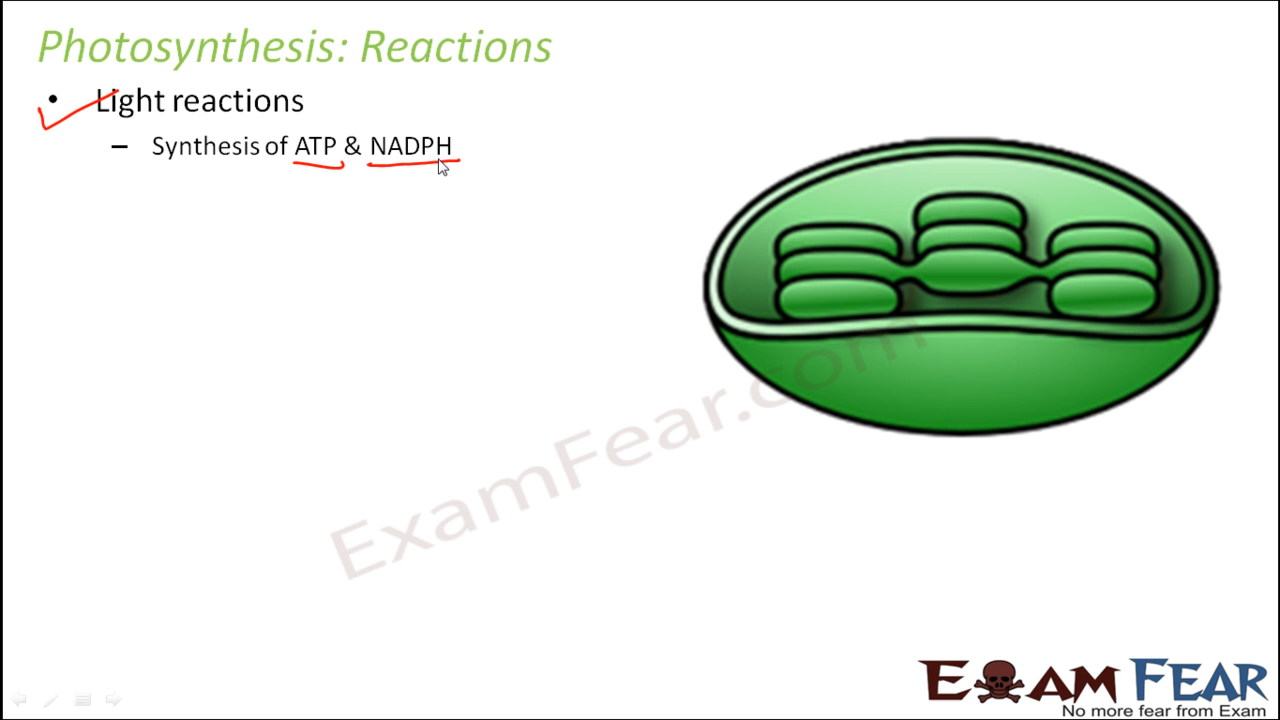 Photosynthesis: Reactions
• Light reactions
– Synthesis of ATP & NADPH
ExamFear.com
EXAM FEAR
No more fear from Exam